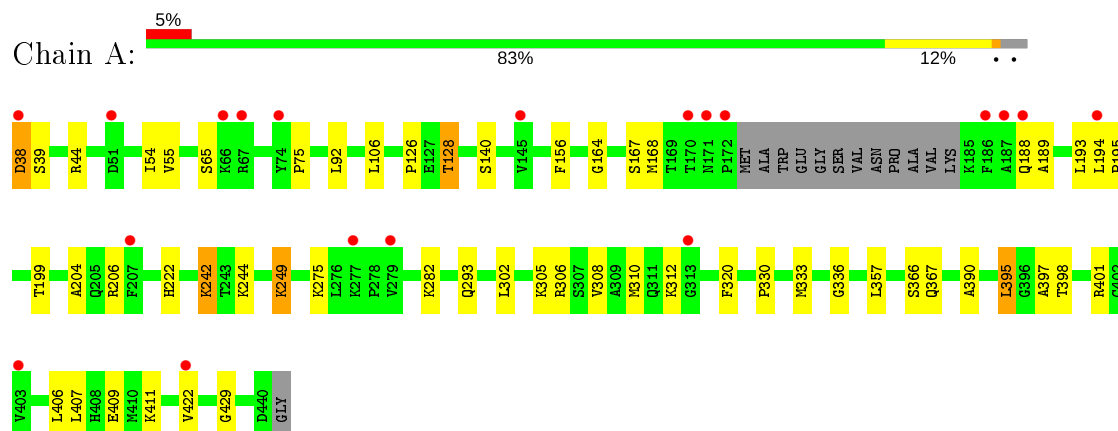 5%
Chain A:
83%
12%
• •
D38 S39 R44 D51 I54 V55 S65 K66 R67 Y74 P75 L92 L106 P126 E127 T128 S140 V145 F156 G164 S167 M168 T169 T170 N171 P172 MET ALA TRP GLU GLY SER VAL ASN PRO ALA VAL LYS K185 F186 A187 Q188 A189 L193 L194
T199 A204 Q205 R206 F207 H222 K242 T243 K244 K249 K275 L276 K277 P278 V279 K282 Q293 L302 K305 R306 S307 V308 A309 M310 Q311 K312 G313 F320 P330 M333 G336 L357 S366 Q367 A390 L395 G396 A397 T398 R401
V403 L406 L407 H408 E409 M410 K411 V422 G429 D440 GLY